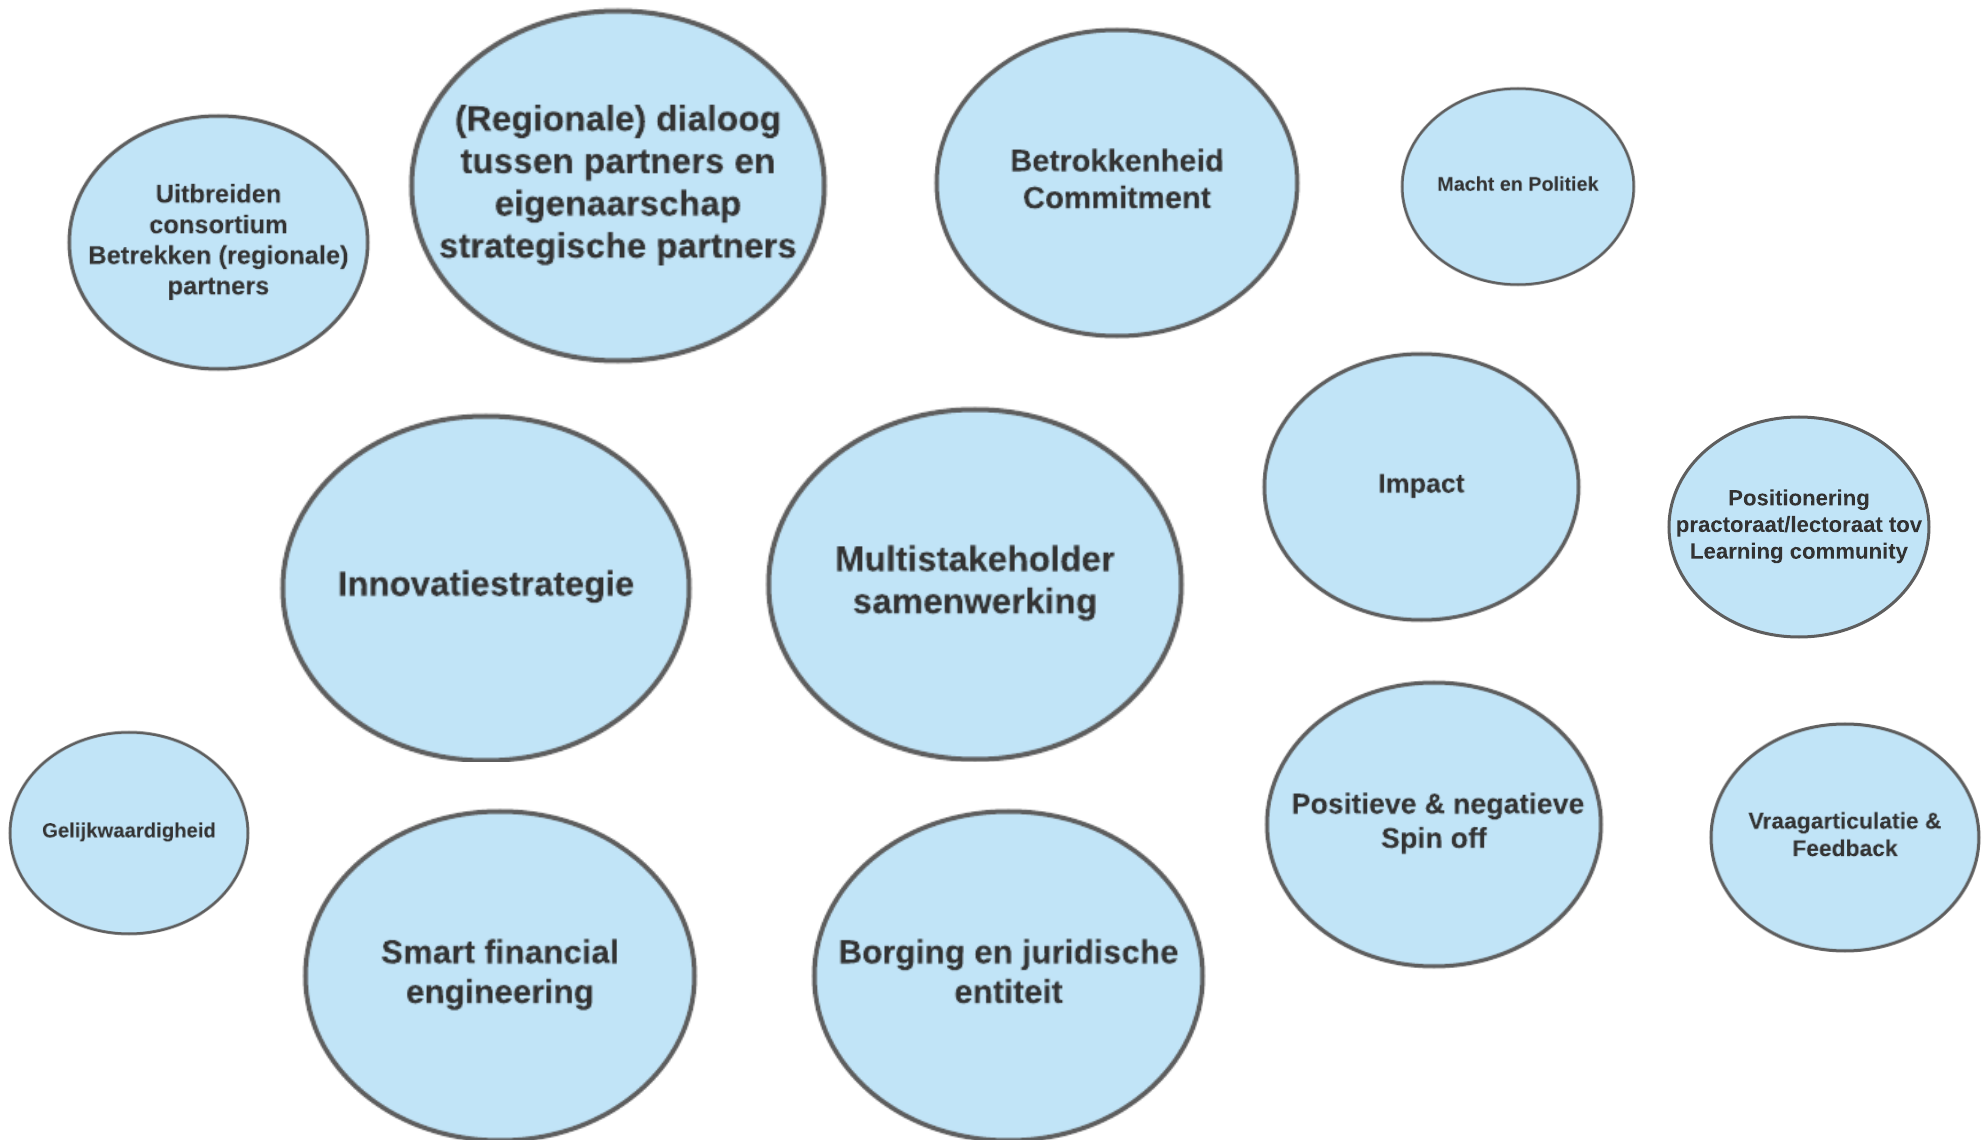 Uitbreiden
consortium
Betrekken (regionale)
partners
(Regionale) dialoog
tussen partners en
eigenaarschap
strategische partners
Betrokkenheid
Commitment
Macht en Politiek
Innovatiestrategie
Multistakeholder
samenwerking
Impact
Positionering
practoraat/lectoraat tov
Learning community
Gelijkwaardigheid
Smart financial
engineering
Borging en juridische
entiteit
Positieve & negatieve
Spin off
Vraagarticulatie &
Feedback